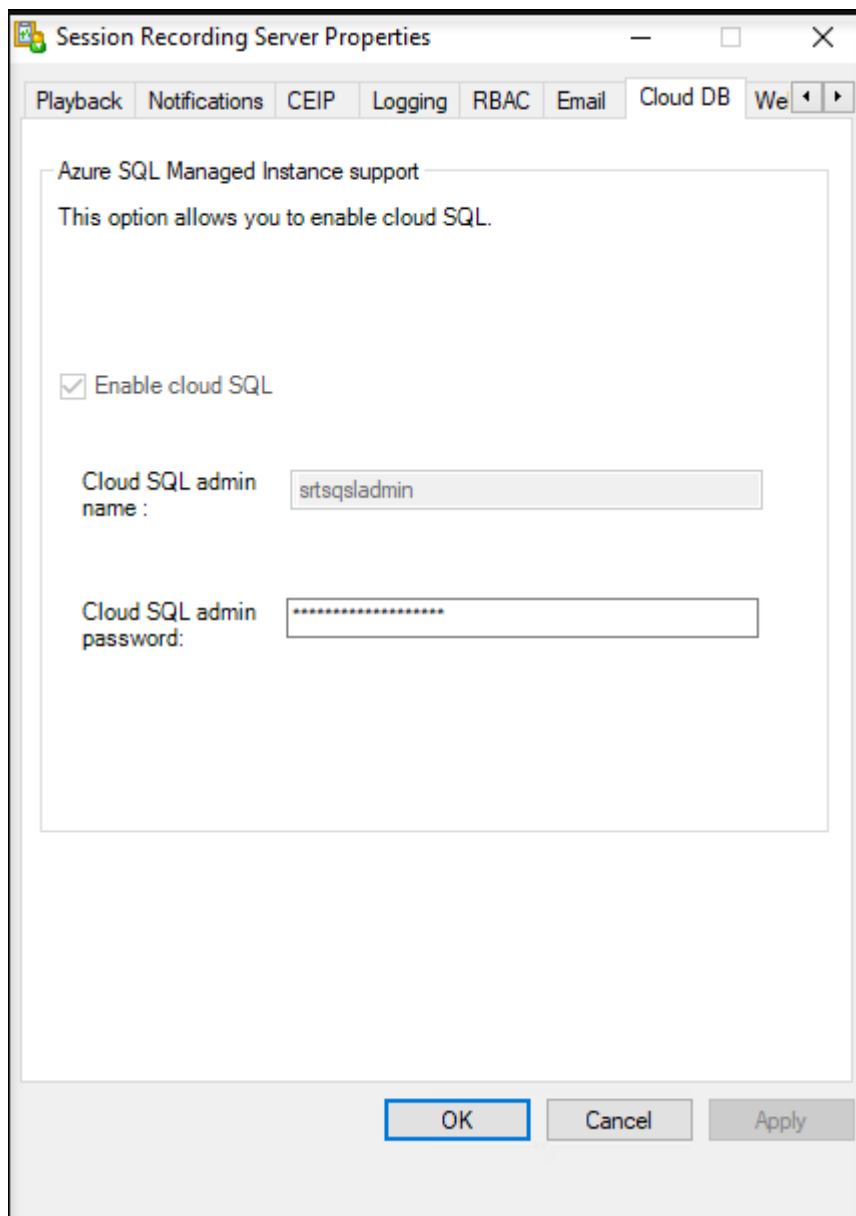 Session Recording Server Properties
Playback Notifications CEIP Logging RBAC Email Cloud DB We
Azure SQL Managed Instance support
This option allows you to enable cloud SQL.
Enable cloud SQL
Cloud SQL admin
name :
srtsqsladmin
Cloud SQL admin
password:
*******************
OK Cancel Apply